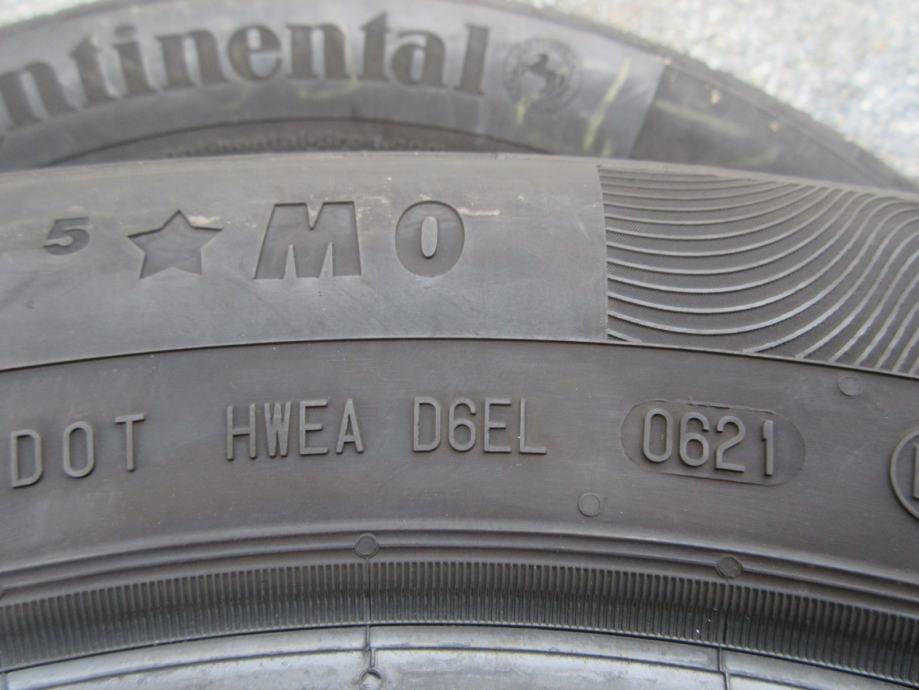 ntinental
5 MO
DOT HWEA D6EL 0621